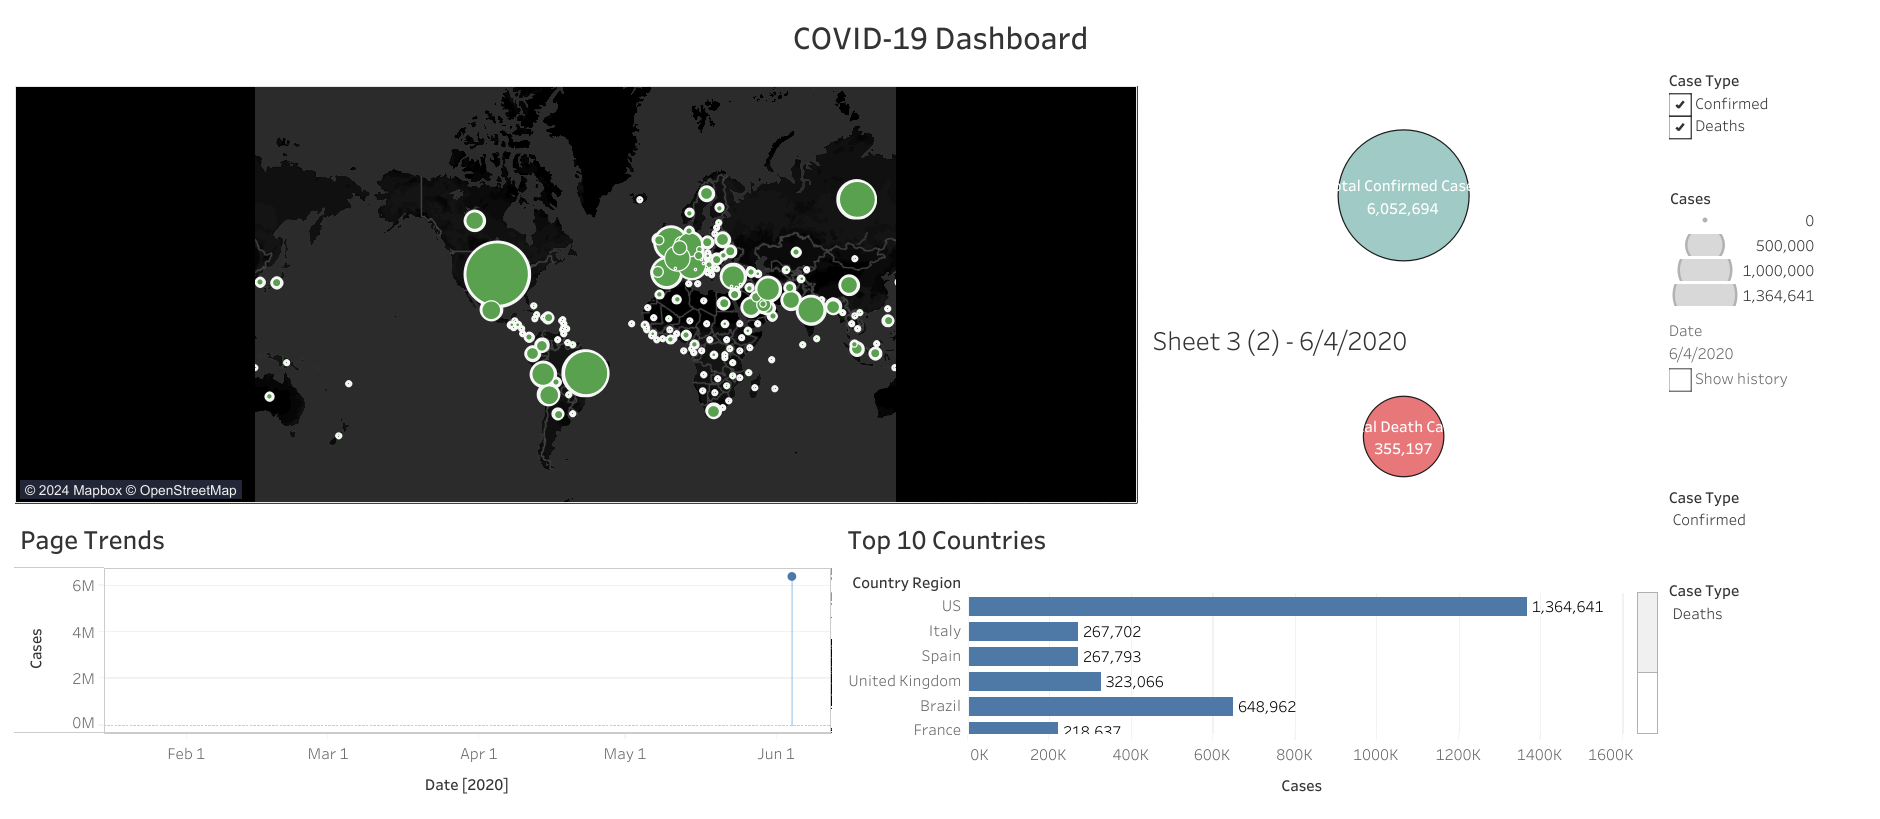 COVID-19 Dashboard
© 2024 Mapbox © OpenStreetMap
Confirmed
6,052,694
Sheet 3 (2) - 6/4/2020
Death
355,197
Case Type
Confirmed
Deaths
Cases
0
500,000
1,000,000
1,364,641
Date
6/4/2020
Show history
Case Type
Confirmed
Case Type
Deaths
Page Trends
Cases
6M
4M
2M
0M
Feb 1 Mar 1 Apr 1 May 1 Jun 1
Date [2020]
Top 10 Countries
Country Region
US 1,364,641
Italy 267,702
Spain 267,793
United Kingdom 323,066
Brazil 648,962
France 218,637
0K 200K 400K 600K 800K 1000K 1200K 1400K 1600K
Cases